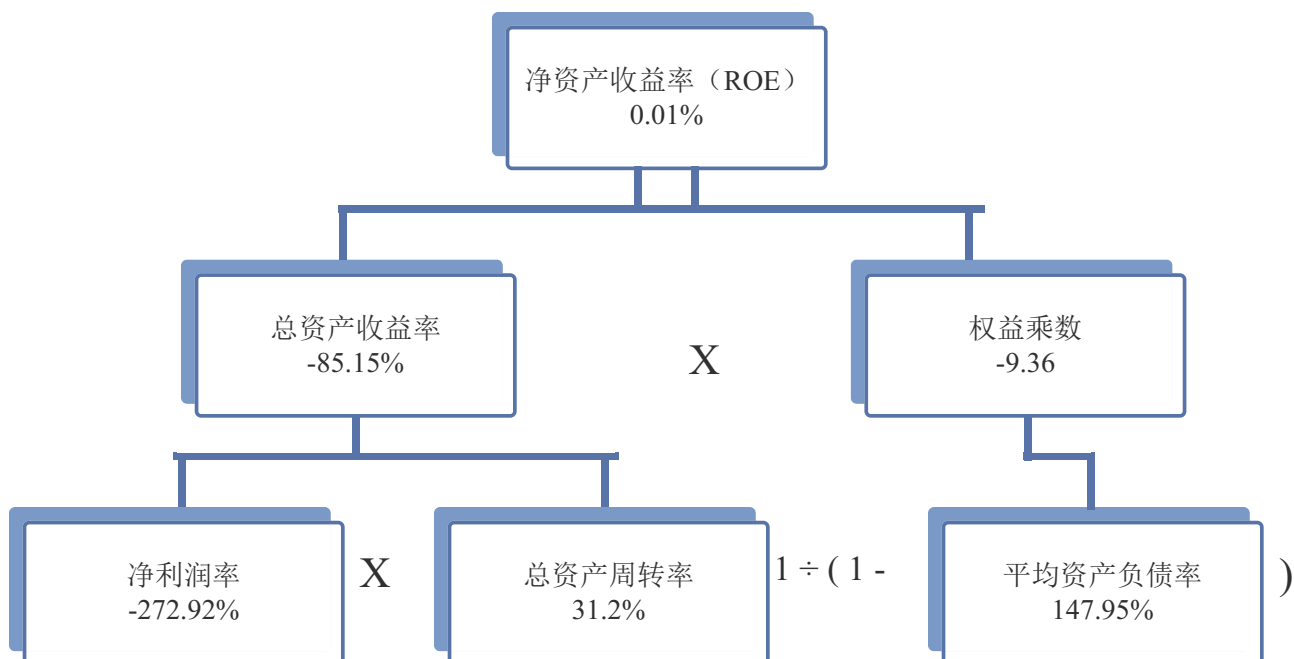 净资产收益率（ROE）
0.01%
总资产收益率
-85.15%
X
权益乘数
-9.36
净利润率
-272.92%
X
总资产周转率
31.2%
1 ÷ ( 1 -
平均资产负债率
147.95%
)